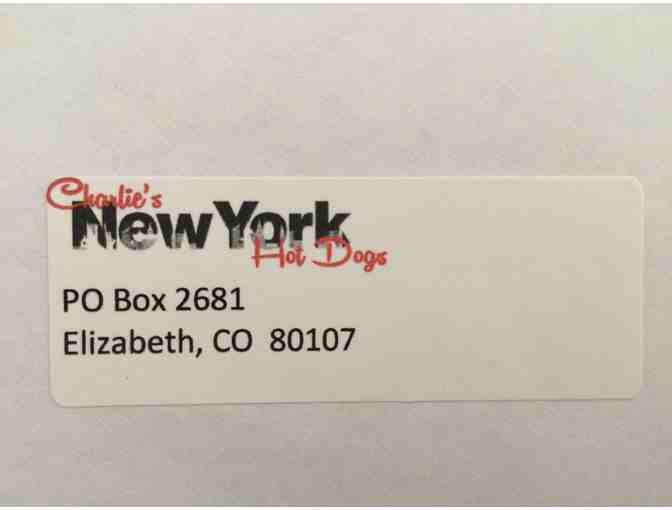 Charlie's
New York
Hot Dogs
PO Box 2681
Elizabeth, CO 80107